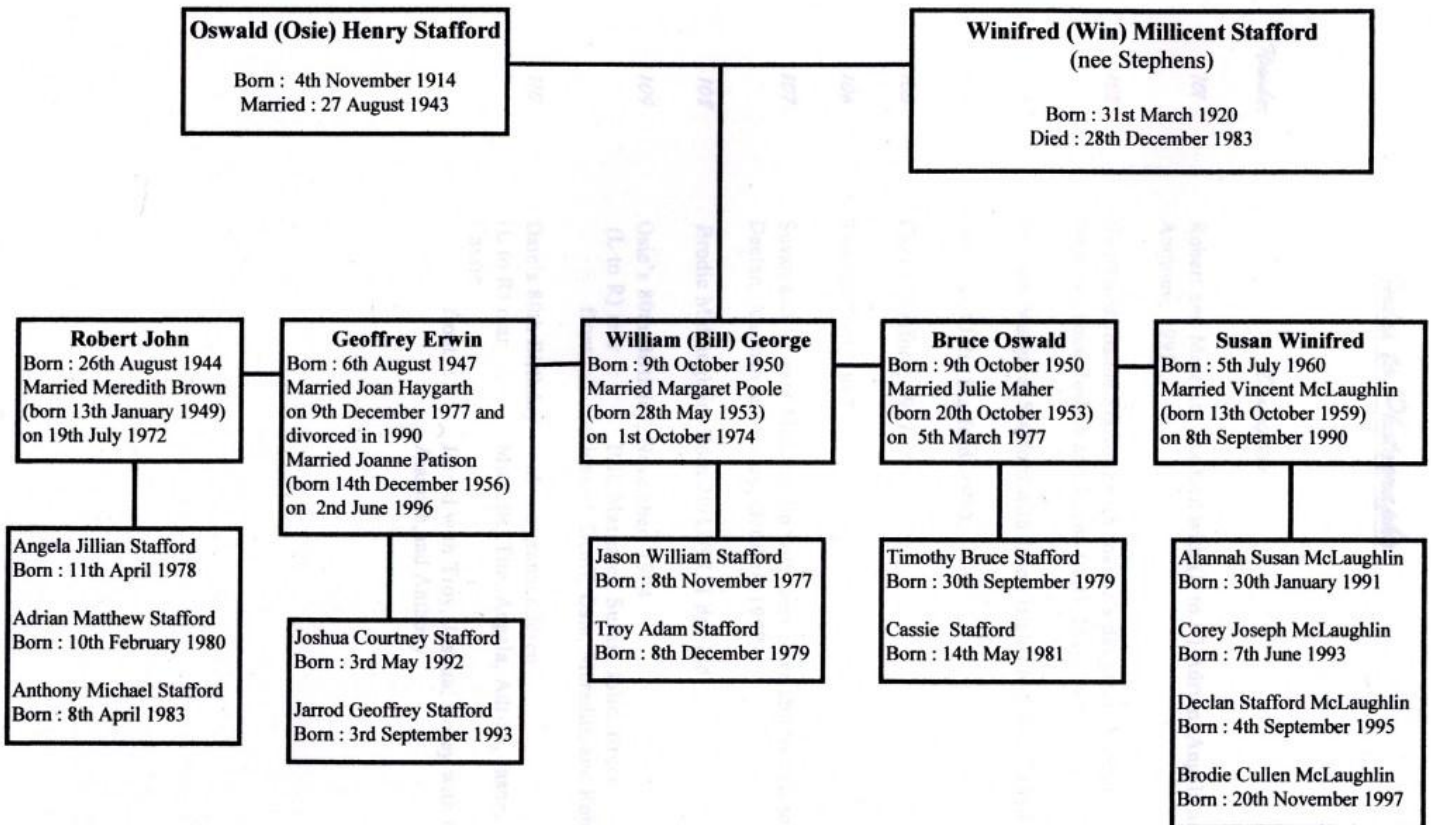 Oswald (Osie) Henry Stafford
Born : 4th November 1914
Married : 27 August 1943
Winifred (Win) Millicent Stafford
(nee Stephens)
Born : 31st March 1920
Died : 28th December 1983
Robert John
Born : 26th August 1944
Married Meredith Brown
(born 13th January 1949)
on 19th July 1972
Geoffrey Erwin
Born : 6th August 1947
Married Joan Haygarth
on 9th December 1977 and
divorced in 1990
Married Joanne Patison
(born 14th December 1956)
on 2nd June 1996
William (Bill) George
Born : 9th October 1950
Married Margaret Poole
(born 28th May 1953)
on 1st October 1974
Bruce Oswald
Born : 9th October 1950
Married Julie Maher
(born 20th October 1953)
on 5th March 1977
Susan Winifred
Born : 5th July 1960
Married Vincent McLaughlin
(born 13th October 1959)
on 8th September 1990
Angela Jillian Stafford
Born : 11th April 1978
Adrian Matthew Stafford
Born : 10th February 1980
Anthony Michael Stafford
Born : 8th April 1983
Joshua Courtney Stafford
Born : 3rd May 1992
Jarrod Geoffrey Stafford
Born : 3rd September 1993
Jason William Stafford
Born : 8th November 1977
Troy Adam Stafford
Born : 8th December 1979
Timothy Bruce Stafford
Born : 30th September 1979
Cassie Stafford
Born : 14th May 1981
Alannah Susan McLaughlin
Born : 30th January 1991
Corey Joseph McLaughlin
Born : 7th June 1993
Declan Stafford McLaughlin
Born : 4th September 1995
Brodie Cullen McLaughlin
Born : 20th November 1997